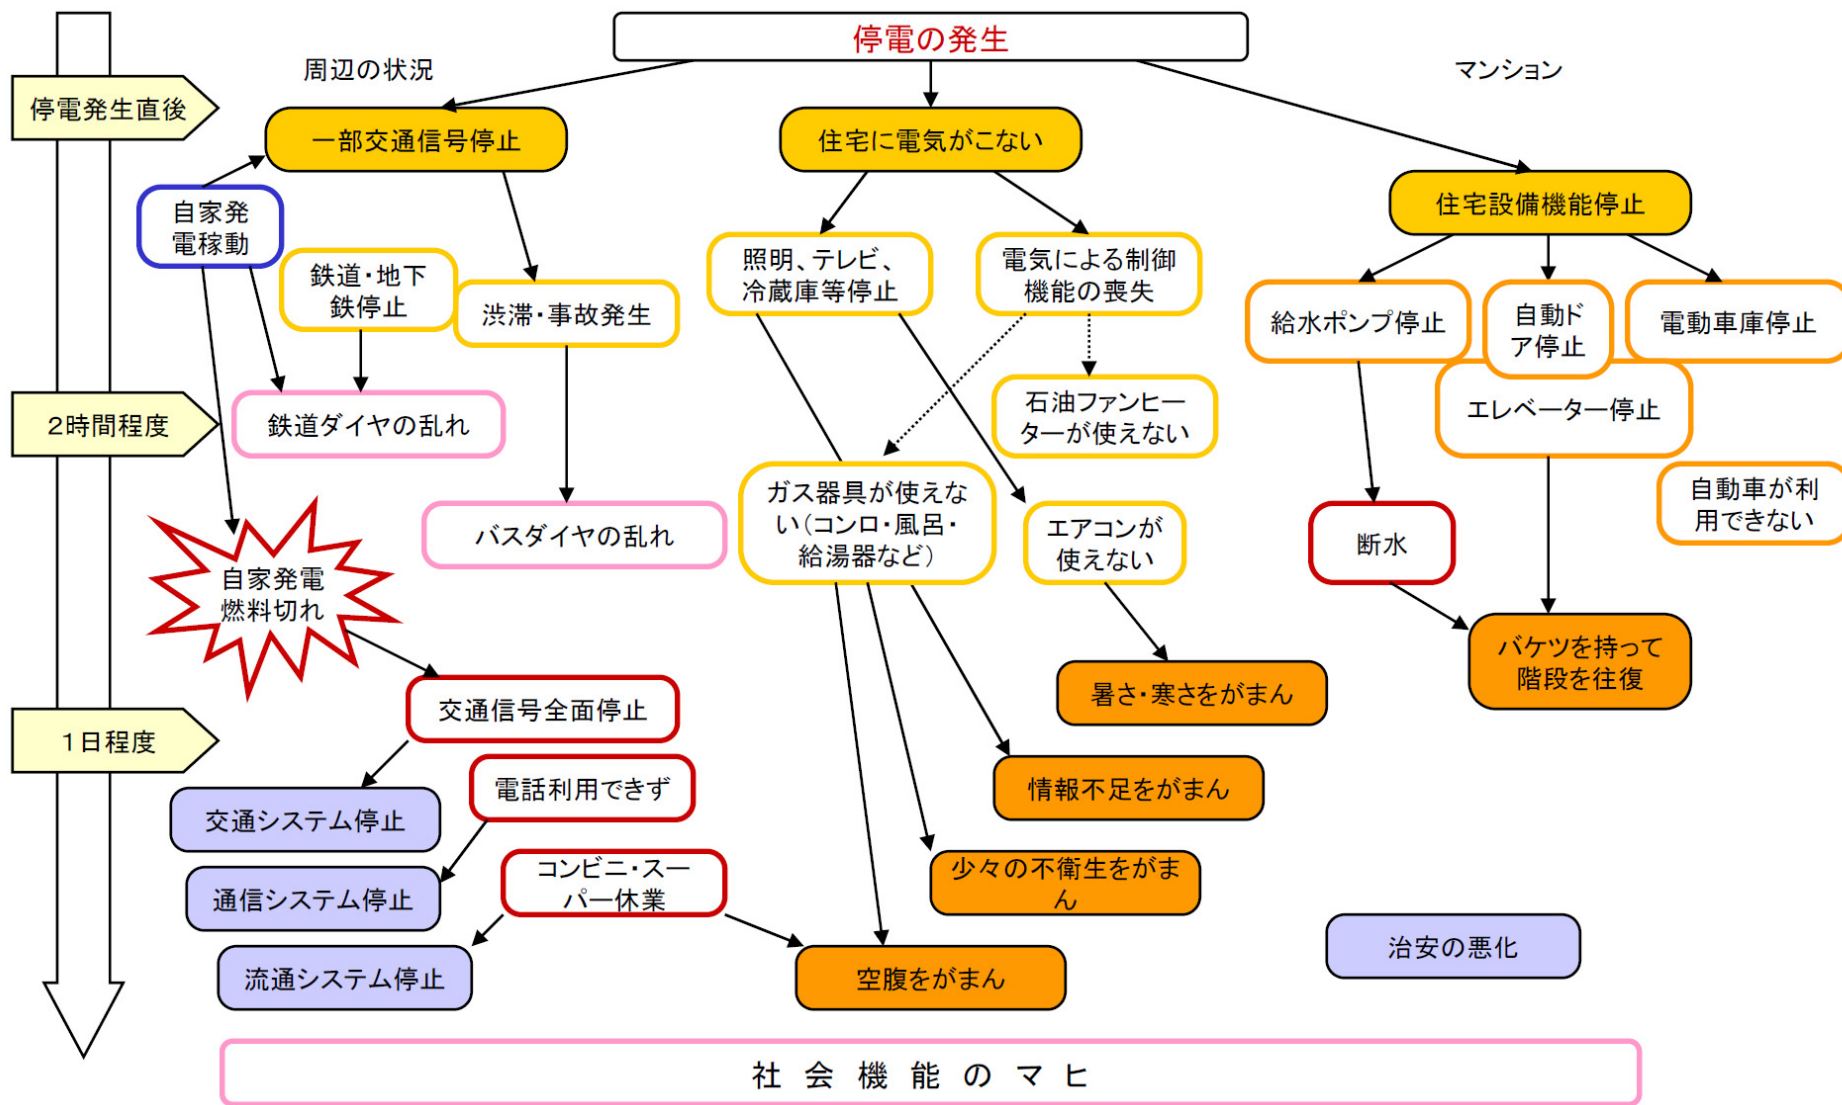 停電の発生
周辺の状況
マンション
停電発生直後
一部交通信号停止
住宅に電気がこない
住宅設備機能停止
自家発
電稼動
鉄道・地下
鉄停止
渋滞・事故発生
照明、テレビ、
冷蔵庫等停止
電気による制御
機能の喪失
給水ポンプ停止
自動ド
ア停止
電動車庫停止
2時間程度
鉄道ダイヤの乱れ
石油ファンヒー
ターが使えない
エレベーター停止
バスダイヤの乱れ
ガス器具が使えな
い（コンロ・風呂・
給湯器など）
エアコンが
使えない
断水
自動車が利
用できない
自家発電
燃料切れ
バケツを持って
階段を往復
暑さ・寒さをがまん
1日程度
交通信号全面停止
電話利用できず
情報不足をがまん
交通システム停止
通信システム停止
コンビニ・スー
パー休業
少々の不衛生をがま
ん
流通システム停止
空腹をがまん
治安の悪化
社会機能のマヒ